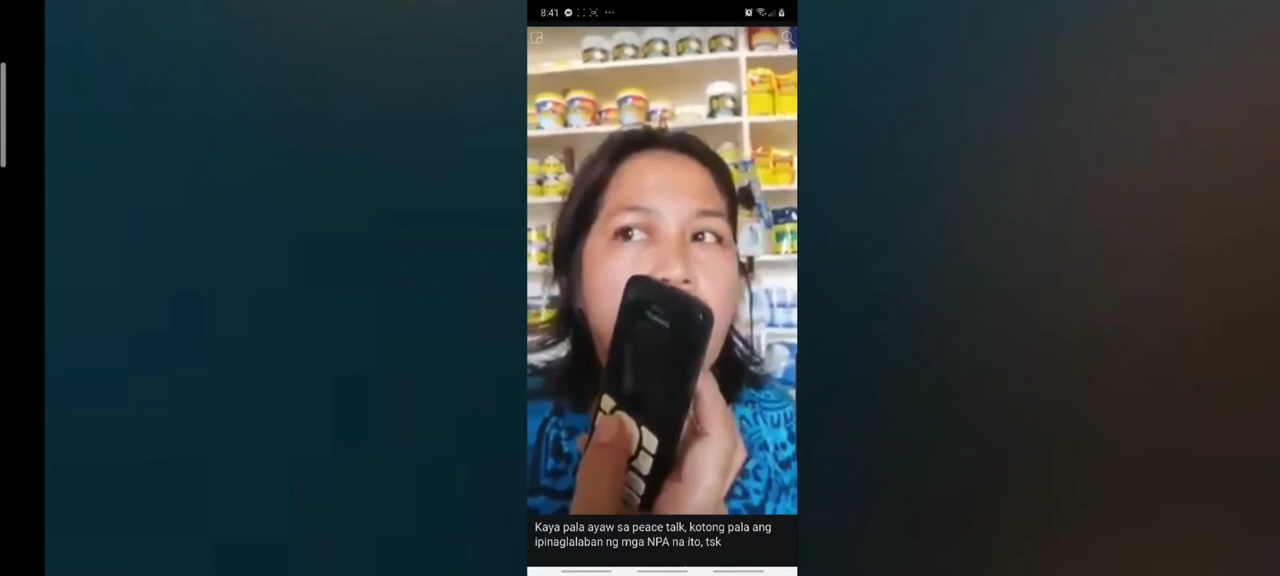 8:41
Kaya pala ayaw sa peace talk, kotong pala ang
ipinaglalaban ng mga NPA na ito, tsk